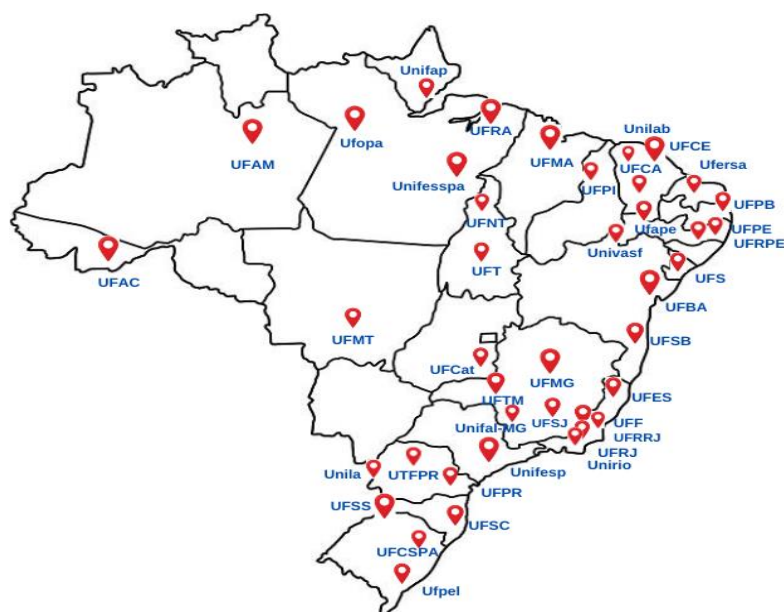 Unifap
UFRA
Ufopa
UFAM
Unifesspa
UFMA
Unilab
UFCE
UFCA
Ufersa
UFPI
UFPB
UFNT
Ufape
UFPE
UFRPE
Univasf
UFT
UFS
UFAC
UFBA
UFMT
UFSB
UFCat
UFMG
UFTM
UFES
Unifal-MG
UFSJ
UFF
UFRRJ
UFRJ
Unirio
Unifesp
Unila
UTFPR
UFPR
UFSS
UFSC
UFCSPA
Ufpel